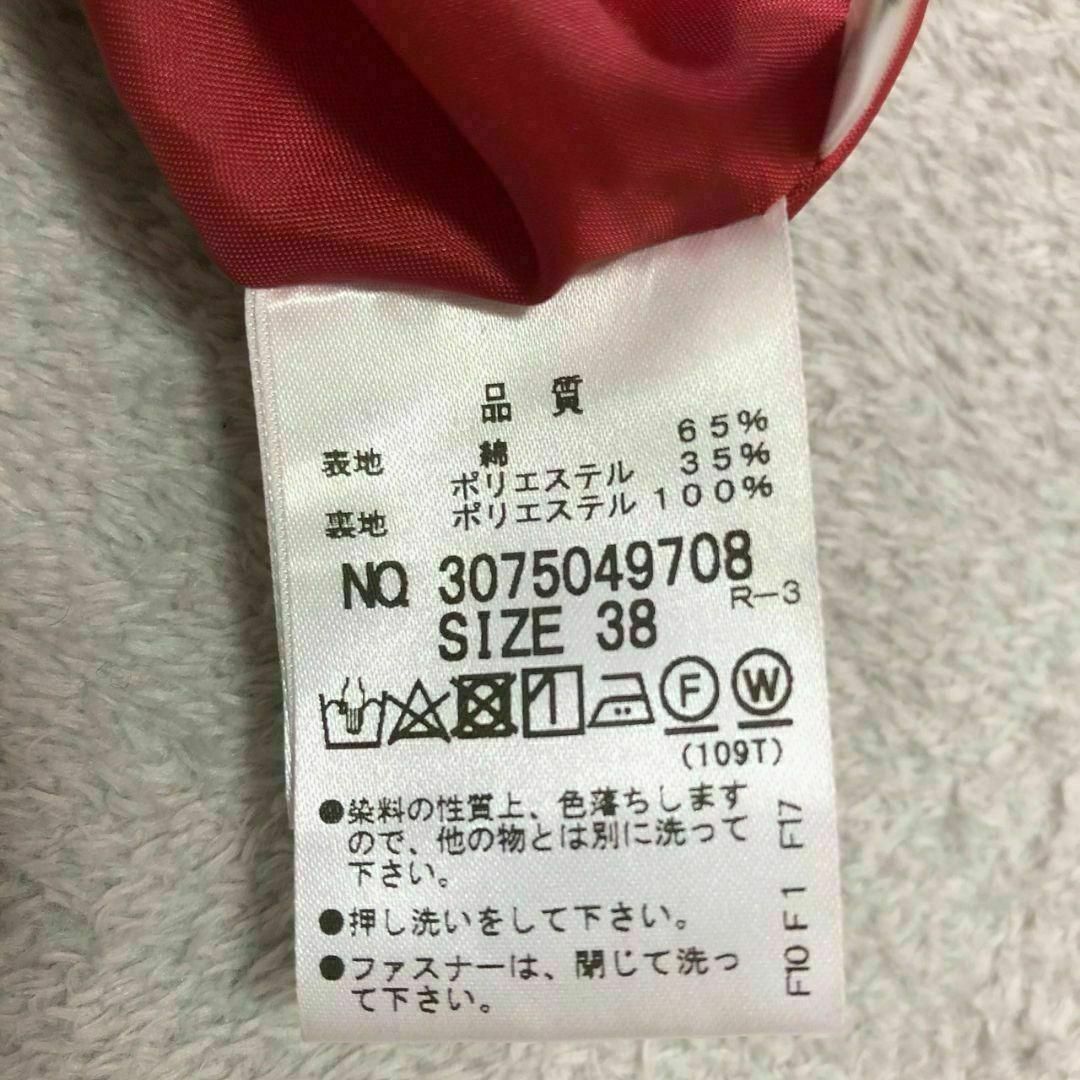 品質
表地 綿 65%
ポリエステル 35%
裏地 ポリエステル 100%
NO. 3075049708
R-3
SIZE 38
F W
(109T)
●染料の性質上、色落ちします
ので、他の物とは別に洗って
下さい。
●押し洗いをして下さい。
●ファスナーは、閉じて洗っ
て下さい。
F10 F1 F17